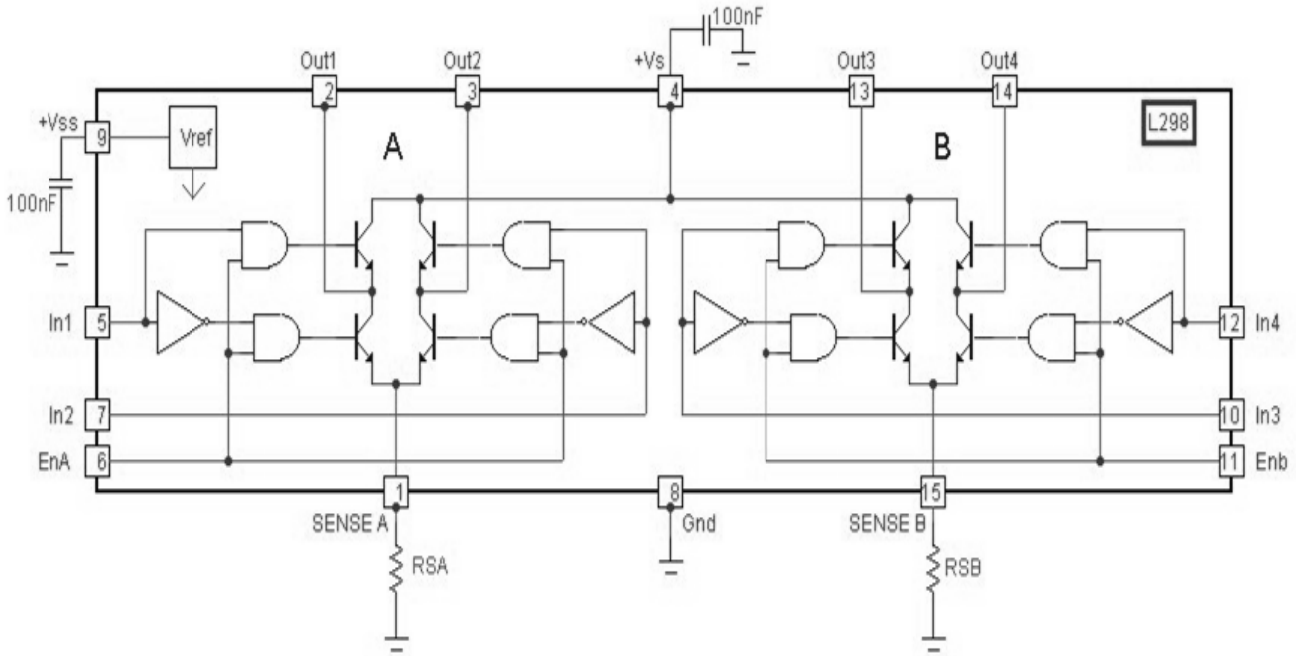 100nF
Out1 Out2 +Vs Out3 Out4
2 3 4 13 14
+Vss 9 Vref A B L298
100nF
In1 5 12 In4
In2 7 10 In3
EnA 6 11 Enb
1 8 15
SENSE A Gnd SENSE B
RSA RSB